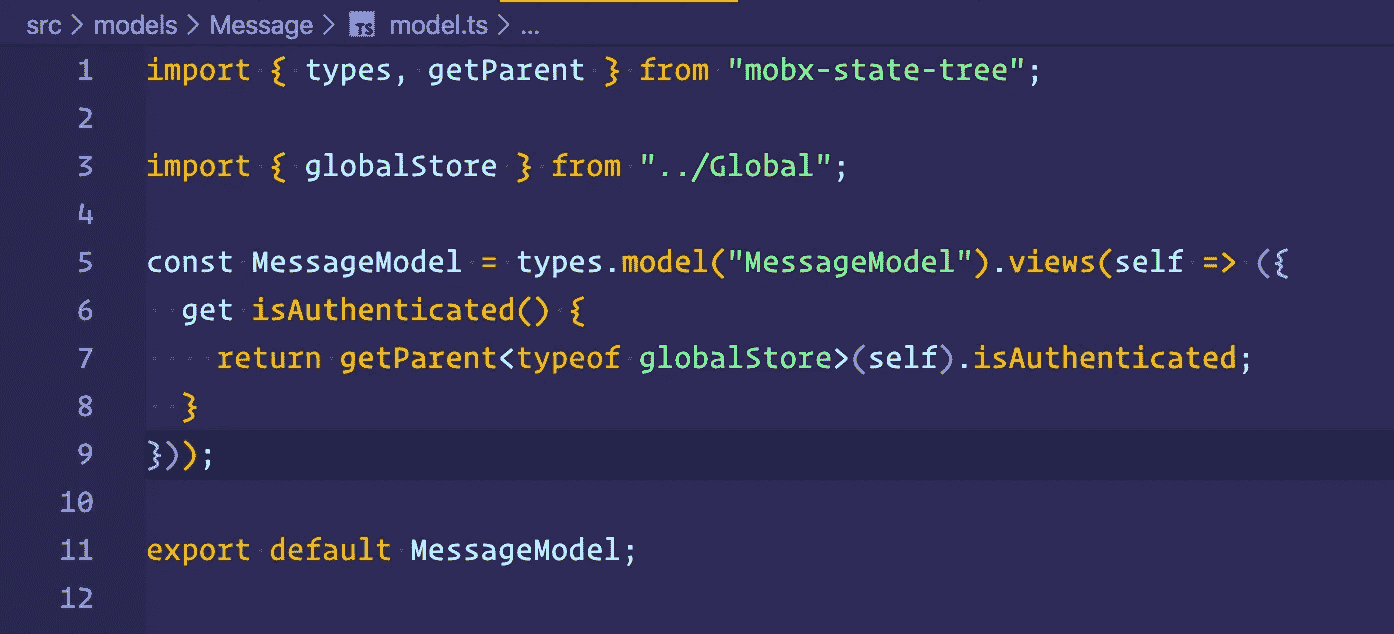 src > models > Message > TS model.ts > ...
1 import { types, getParent } from "mobx-state-tree";
2
3 import { globalStore } from "../Global";
4
5 const MessageModel = types.model("MessageModel").views(self => ({
6   get isAuthenticated() {
7     return getParent<typeof globalStore>(self).isAuthenticated;
8   }
9 }));
10
11 export default MessageModel;
12